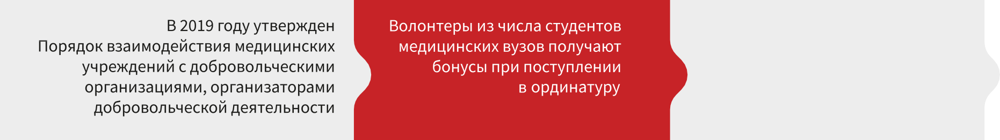 В 2019 году утвержден
Порядок взаимодействия медицинских
учреждений с добровольческими
организациями, организаторами
добровольческой деятельности
Волонтеры из числа студентов
медицинских вузов получают
бонусы при поступлении
в ординатуру